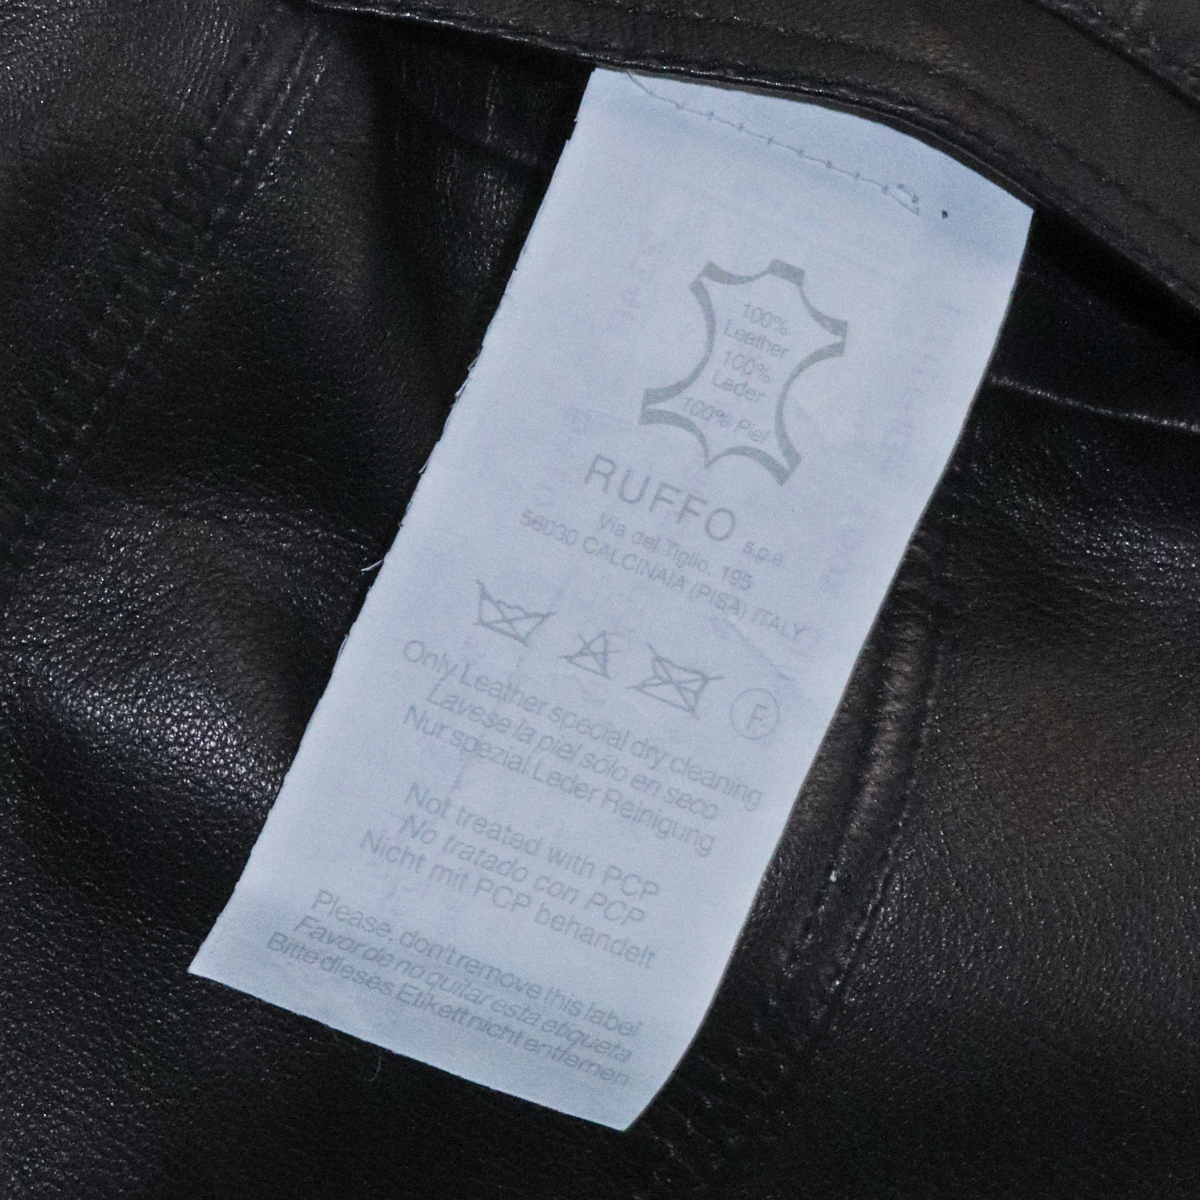 100%
Leather
100%
Leder
100% Piel
RUFFO s.p.a.
Via del Tiglio, 195
56030 CALCINAIA (PISA) ITALY
F
Only Leather special dry cleaning
Lavese la piel sólo en seco
Nur spezial Leder Reinigung
Not treated with PCP
No tratado con PCP
Nicht mit PCP behandelt
Please, don't remove this label
Favor de no quitar esta etiqueta
Bitte dieses Etikett nicht entfernen